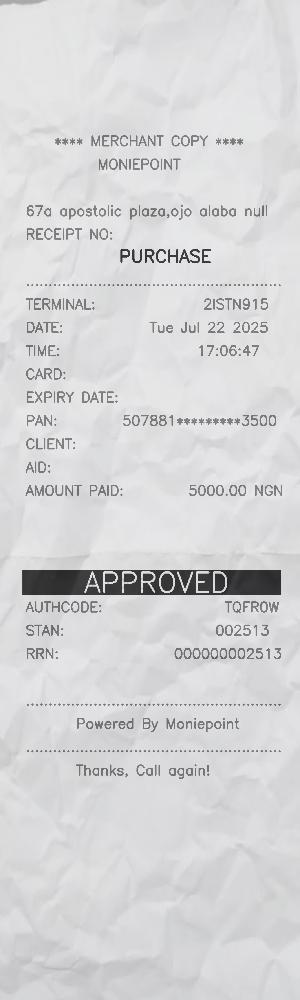 **** MERCHANT COPY ****
MONIEPOINT
67a apostolic plaza,ojo alaba null
RECEIPT NO:
PURCHASE
TERMINAL: 2ISTN915
DATE: Tue Jul 22 2025
TIME: 17:06:47
CARD:
EXPIRY DATE:
PAN: 507881*********3500
CLIENT:
AID:
AMOUNT PAID: 5000.00 NGN
APPROVED
AUTHCODE: TQFR0W
STAN: 002513
RRN: 000000002513
Powered By Moniepoint
Thanks, Call again!